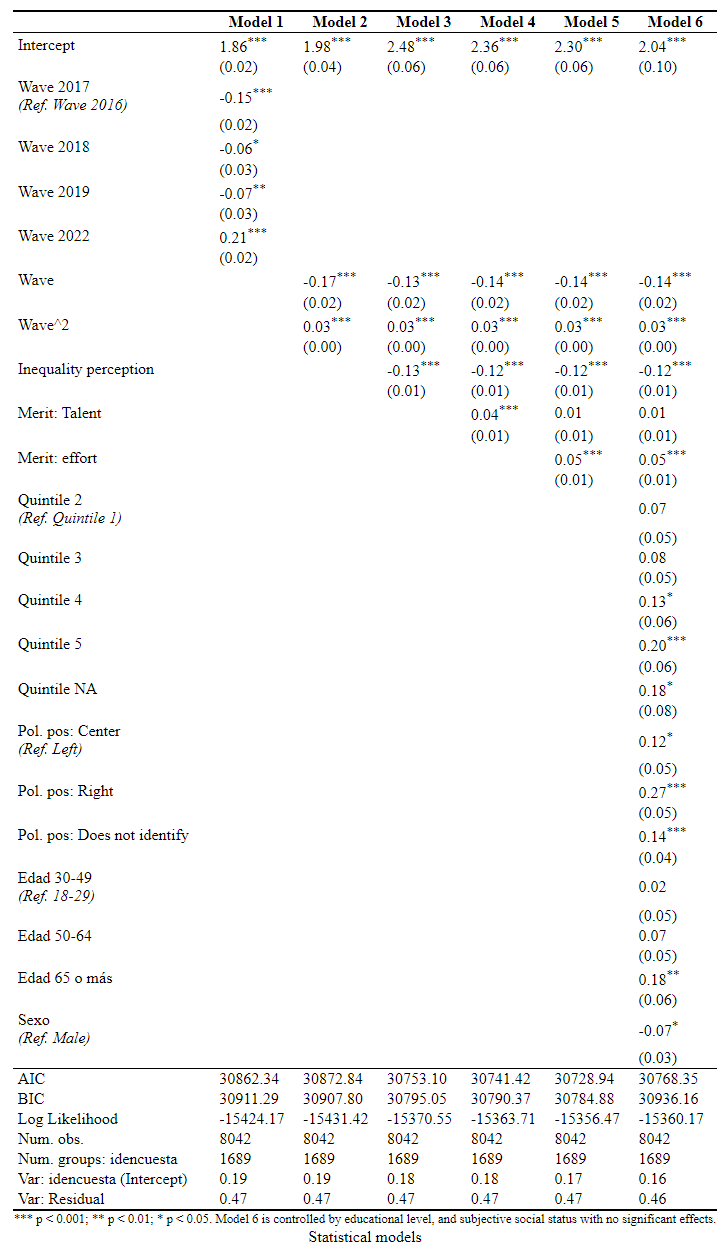 Model 1 Model 2 Model 3 Model 4 Model 5 Model 6
Intercept 1.86*** 1.98*** 2.48*** 2.36*** 2.30*** 2.04***
(0.02) (0.04) (0.06) (0.06) (0.06) (0.10)
Wave 2017
(Ref. Wave 2016) -0.15***
(0.02)
Wave 2018 -0.06*
(0.03)
Wave 2019 -0.07**
(0.03)
Wave 2022 0.21***
(0.02)
Wave -0.17*** -0.13*** -0.14*** -0.14*** -0.14***
(0.02) (0.02) (0.02) (0.02) (0.02)
Wave^2 0.03*** 0.03*** 0.03*** 0.03*** 0.03***
(0.00) (0.00) (0.00) (0.00) (0.00)
Inequality perception -0.13*** -0.12*** -0.12*** -0.12***
(0.01) (0.01) (0.01) (0.01)
Merit: Talent 0.04*** 0.01 0.01
(0.01) (0.01) (0.01)
Merit: effort 0.05*** 0.05***
(0.01) (0.01)
Quintile 2
(Ref. Quintile 1) 0.07
(0.05)
Quintile 3 0.08
(0.05)
Quintile 4 0.13*
(0.06)
Quintile 5 0.20***
(0.06)
Quintile NA 0.18*
(0.08)
Pol. pos: Center
(Ref. Left) 0.12*
(0.05)
Pol. pos: Right 0.27***
(0.05)
Pol. pos: Does not identify 0.14***
(0.04)
Edad 30-49
(Ref. 18-29) 0.02
(0.05)
Edad 50-64 0.07
(0.05)
Edad 65 o más 0.18**
(0.06)
Sexo
(Ref. Male) -0.07*
(0.03)
AIC 30862.34 30872.84 30753.10 30741.42 30728.94 30768.35
BIC 30911.29 30907.80 30795.05 30790.37 30784.88 30936.16
Log Likelihood -15424.17 -15431.42 -15370.55 -15363.71 -15356.47 -15360.17
Num. obs. 8042 8042 8042 8042 8042 8042
Num. groups: idencuesta 1689 1689 1689 1689 1689 1689
Var: idencuesta (Intercept) 0.19 0.19 0.18 0.18 0.17 0.16
Var: Residual 0.47 0.47 0.47 0.47 0.47 0.46
*** p < 0.001; ** p < 0.01; * p < 0.05. Model 6 is controlled by educational level, and subjective social status with no significant effects.
Statistical models